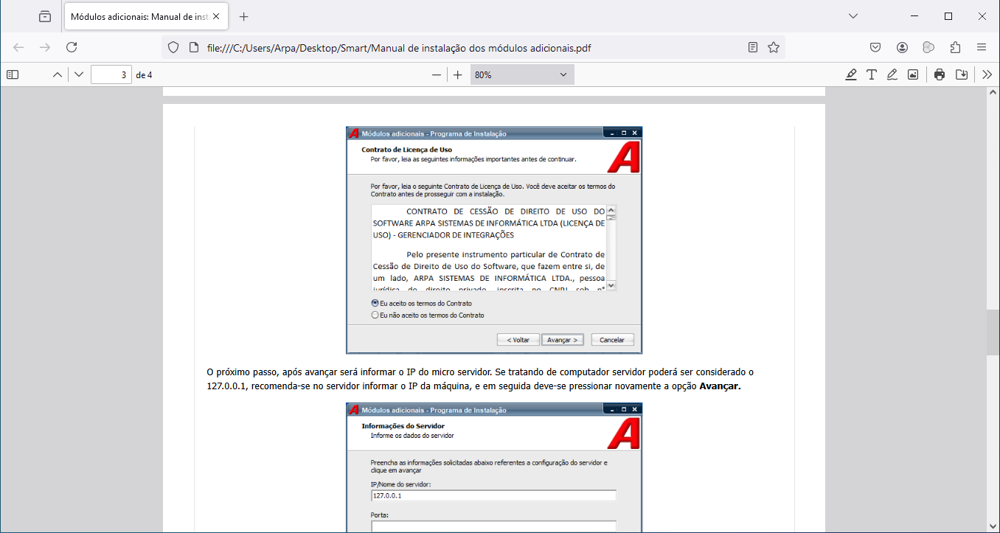 Módulos adicionais: Manual de inst
file:///C:/Users/Arpa/Desktop/Smart/Manual de instalação dos módulos adicionais.pdf
3 de 4
80%
Módulos adicionais - Programa de Instalação
Contrato de Licença de Uso
Por favor, leia as seguintes informações importantes antes de continuar.
Por favor, leia o seguinte Contrato de Licença de Uso. Você deve aceitar os termos do
Contrato antes de prosseguir com a instalação.
CONTRATO DE CESSÃO DE DIREITO DE USO DO
SOFTWARE ARPA SISTEMAS DE INFORMÁTICA LTDA (LICENÇA DE
USO) - GERENCIADOR DE INTEGRAÇÕES
Pelo presente instrumento particular de Contrato de
Cessão de Direito de Uso do Software, que fazem entre si, de
um lado, ARPA SISTEMAS DE INFORMÁTICA LTDA., pessoa
jurídica de direito privado, inscrita no CNPJ sob n°
Eu aceito os termos do Contrato
Eu não aceito os termos do Contrato
< Voltar Avançar > Cancelar
O próximo passo, após avançar será informar o IP do micro servidor. Se tratando de computador servidor poderá ser considerado o
127.0.0.1, recomenda-se no servidor informar o IP da máquina, e em seguida deve-se pressionar novamente a opção Avançar.
Módulos adicionais - Programa de Instalação
Informações do Servidor
Informe os dados do servidor
Preencha as informações solicitadas abaixo referentes a configuração do servidor e
clique em avançar
IP/Nome do servidor:
127.0.0.1
Porta: